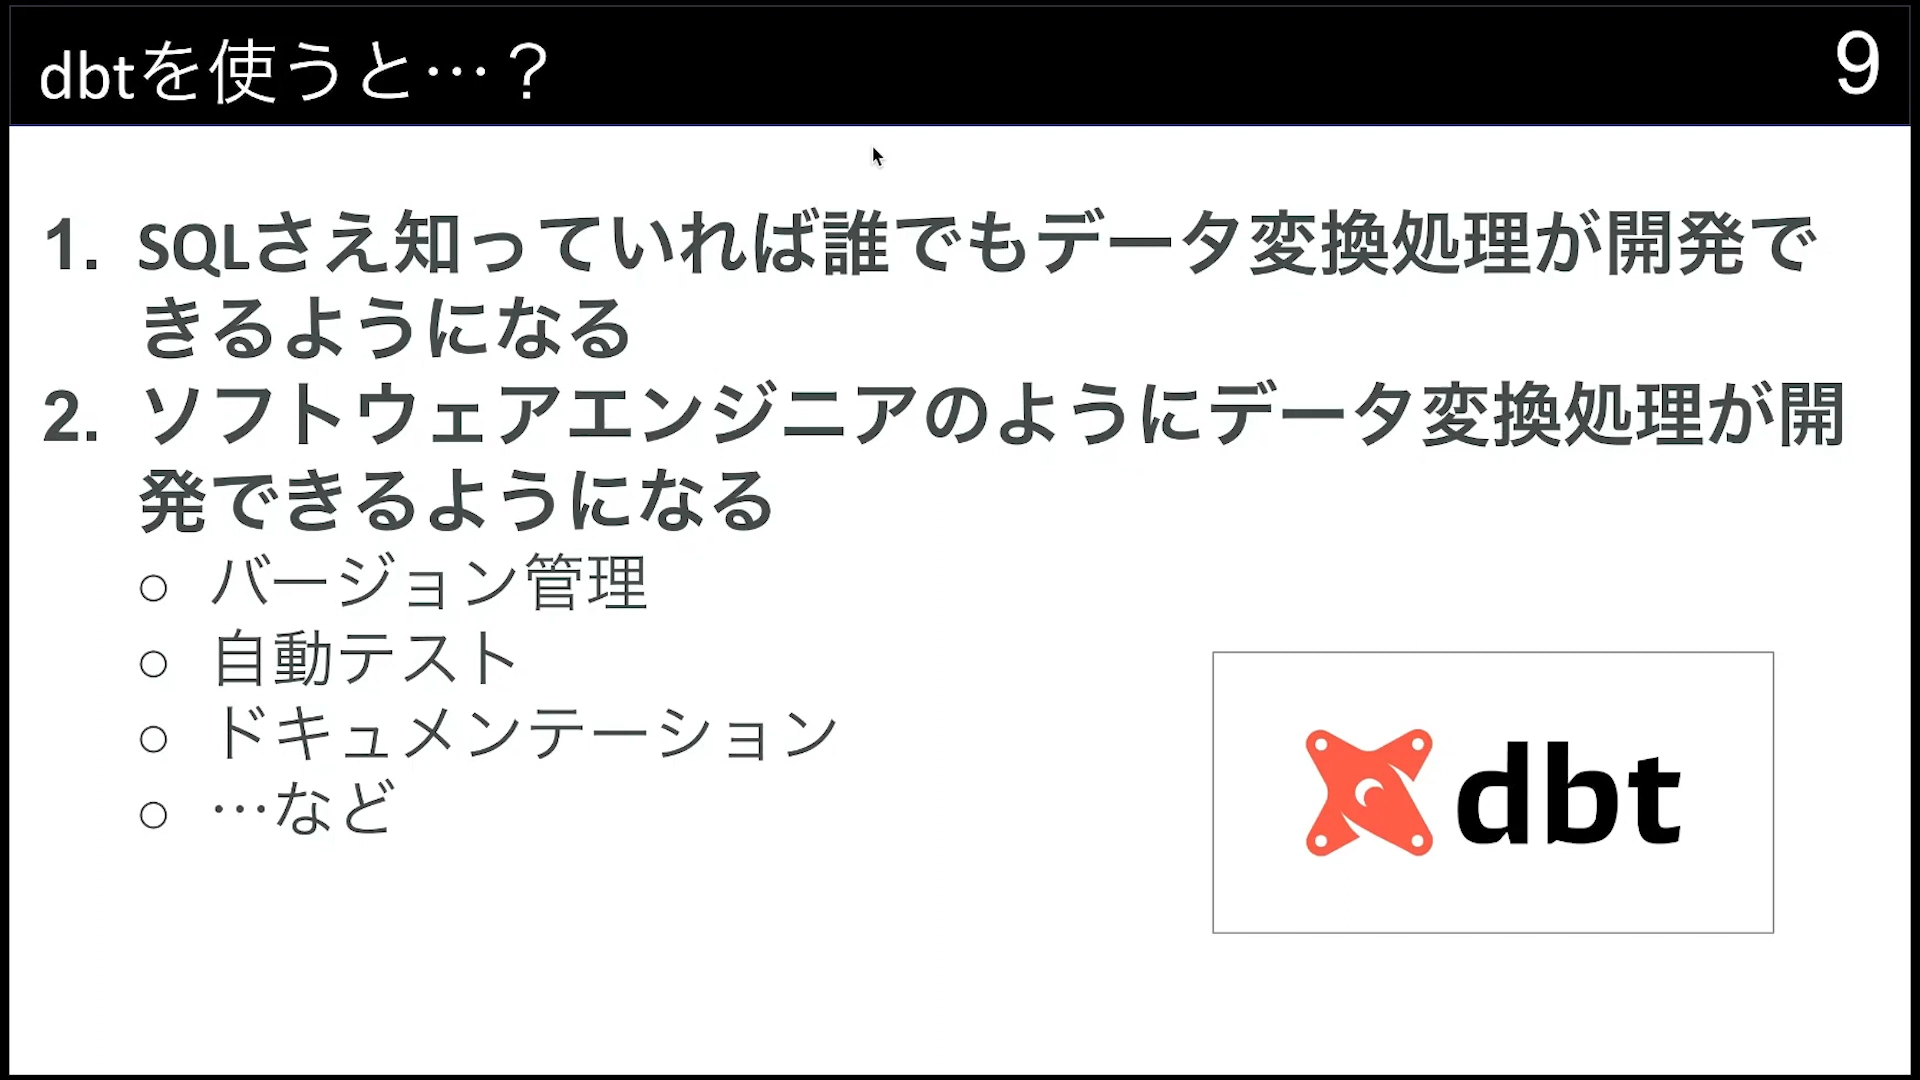 dbtを使うと…？
9
1. SQLさえ知っていれば誰でもデータ変換処理が開発で
きるようになる
2. ソフトウェアエンジニアのようにデータ変換処理が開
発できるようになる
○ バージョン管理
○ 自動テスト
○ ドキュメンテーション
○ …など
dbt